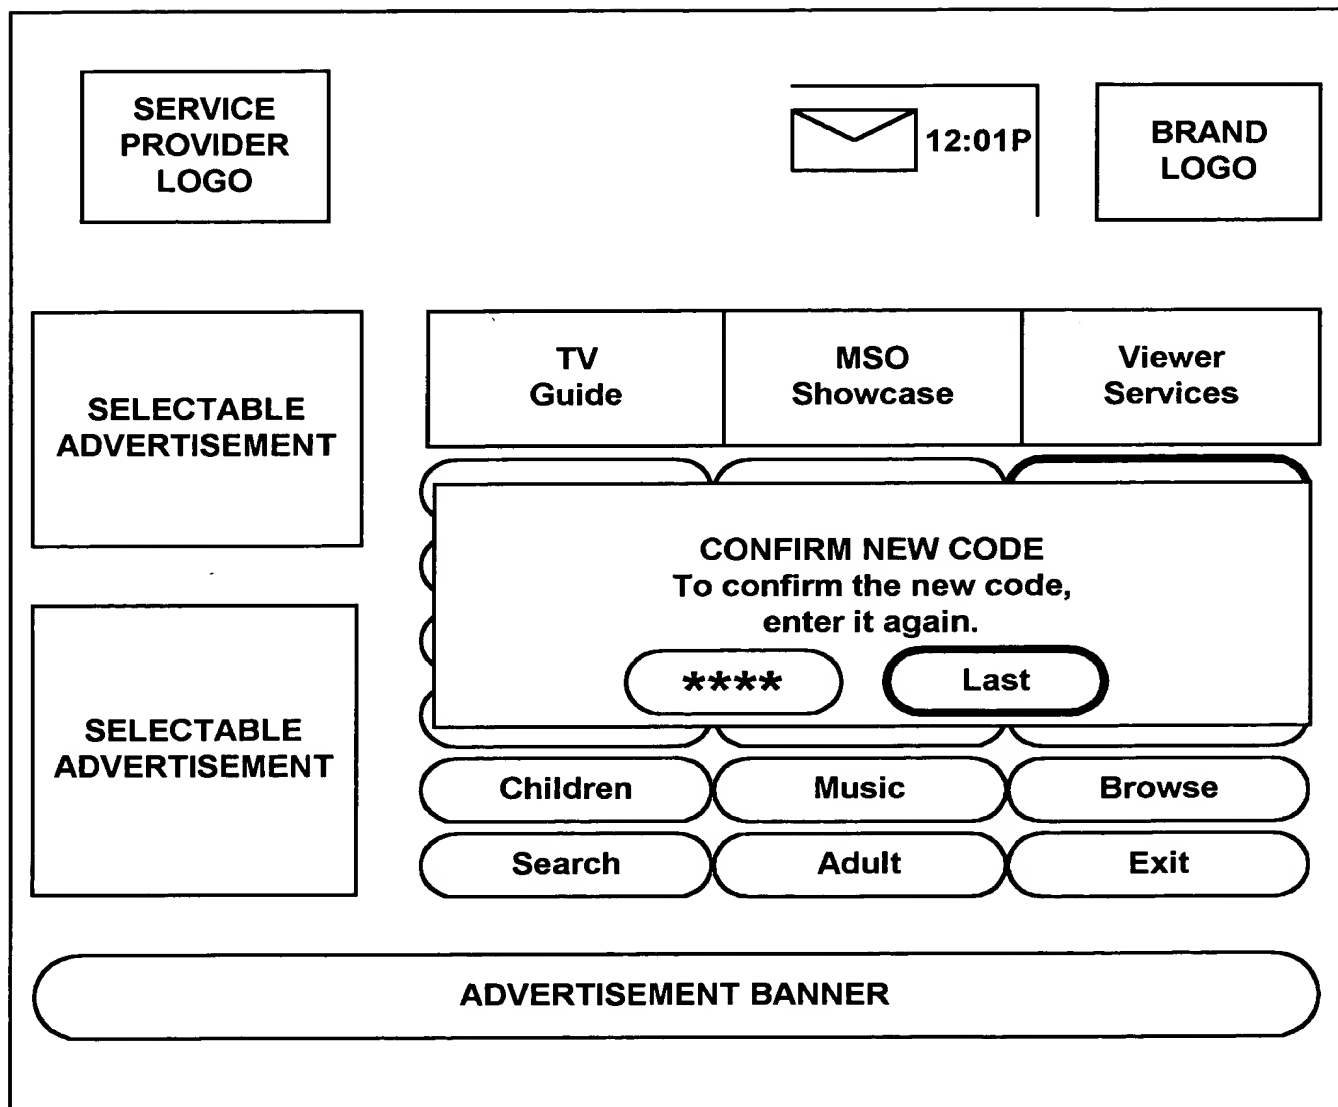 SERVICE
PROVIDER
LOGO
12:01P
BRAND
LOGO
SELECTABLE
ADVERTISEMENT
TV
Guide
MSO
Showcase
Viewer
Services
CONFIRM NEW CODE
To confirm the new code,
enter it again.
****
Last
SELECTABLE
ADVERTISEMENT
Children
Music
Browse
Search
Adult
Exit
ADVERTISEMENT BANNER